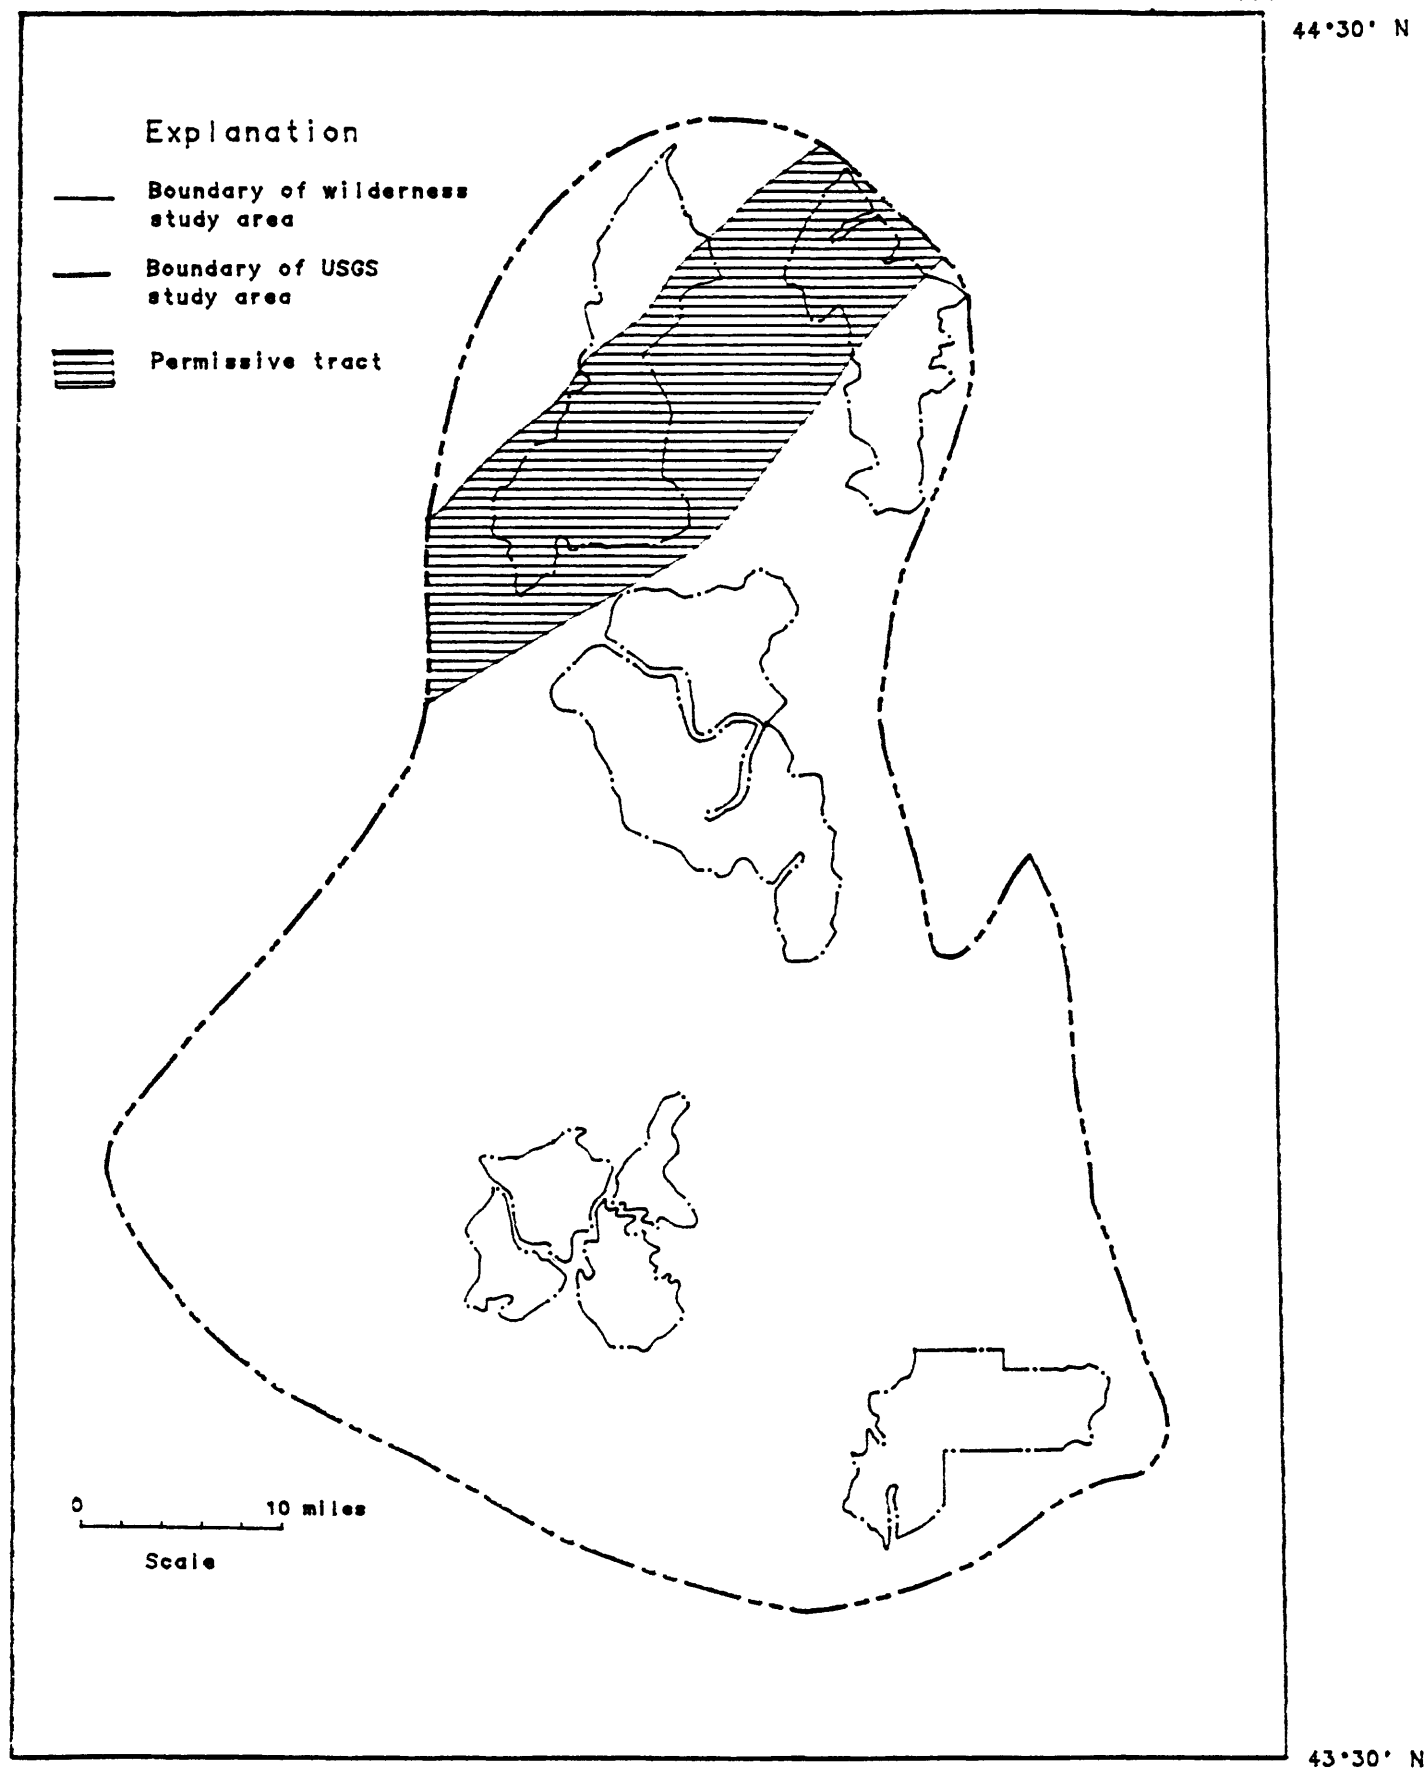 44°30' N
Explanation
Boundary of wilderness
study area
Boundary of USGS
study area
Permissive tract
0 10 miles
Scale
43°30' N